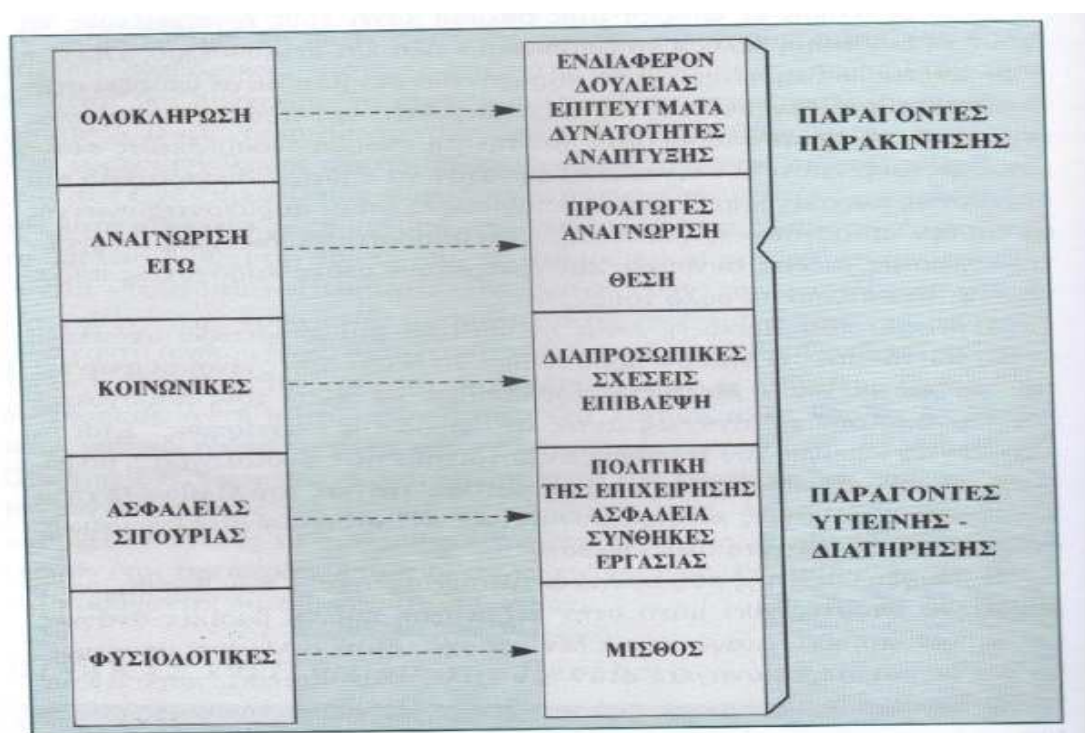 ΟΛΟΚΛΗΡΩΣΗ
ΕΝΔΙΑΦΕΡΟΝ
ΔΟΥΛΕΙΑΣ
ΕΠΙΤΕΥΓΜΑΤΑ
ΔΥΝΑΤΟΤΗΤΕΣ
ΑΝΑΠΤΥΞΗΣ
ΠΑΡΑΓΟΝΤΕΣ
ΠΑΡΑΚΙΝΗΣΗΣ
ΑΝΑΓΝΩΡΙΣΗ
ΕΓΩ
ΠΡΟΑΓΩΓΕΣ
ΑΝΑΓΝΩΡΙΣΗ
ΘΕΣΗ
ΚΟΙΝΩΝΙΚΕΣ
ΔΙΑΠΡΟΣΩΠΙΚΕΣ
ΣΧΕΣΕΙΣ
ΕΠΙΒΛΕΨΗ
ΑΣΦΑΛΕΙΑΣ
ΣΙΓΟΥΡΙΑΣ
ΠΟΛΙΤΙΚΗ
ΤΗΣ ΕΠΙΧΕΙΡΗΣΗΣ
ΑΣΦΑΛΕΙΑ
ΣΥΝΘΗΚΕΣ
ΕΡΓΑΣΙΑΣ
ΠΑΡΑΓΟΝΤΕΣ
ΥΓΙΕΙΝΗΣ -
ΔΙΑΤΗΡΗΣΗΣ
ΦΥΣΙΟΛΟΓΙΚΕΣ
ΜΙΣΘΟΣ